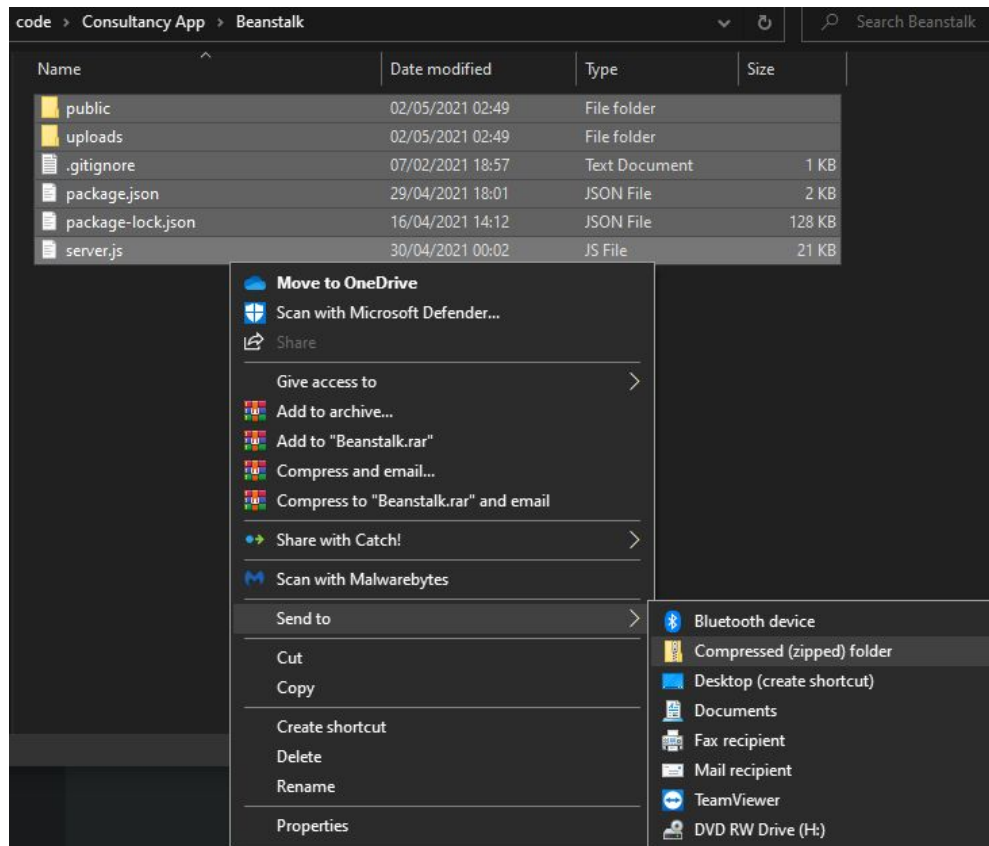 code > Consultancy App > Beanstalk Search Beanstalk
Name Date modified Type Size
public 02/05/2021 02:49 File folder
uploads 02/05/2021 02:49 File folder
.gitignore 07/02/2021 18:57 Text Document 1 KB
package.json 29/04/2021 18:01 JSON File 2 KB
package-lock.json 16/04/2021 14:12 JSON File 128 KB
server.js 30/04/2021 00:02 JS File 21 KB
Move to OneDrive
Scan with Microsoft Defender...
Share
Give access to
Add to archive...
Add to "Beanstalk.rar"
Compress and email...
Compress to "Beanstalk.rar" and email
Share with Catch!
Scan with Malwarebytes
Send to
Cut
Copy
Create shortcut
Delete
Rename
Properties
Bluetooth device
Compressed (zipped) folder
Desktop (create shortcut)
Documents
Fax recipient
Mail recipient
TeamViewer
DVD RW Drive (H:)